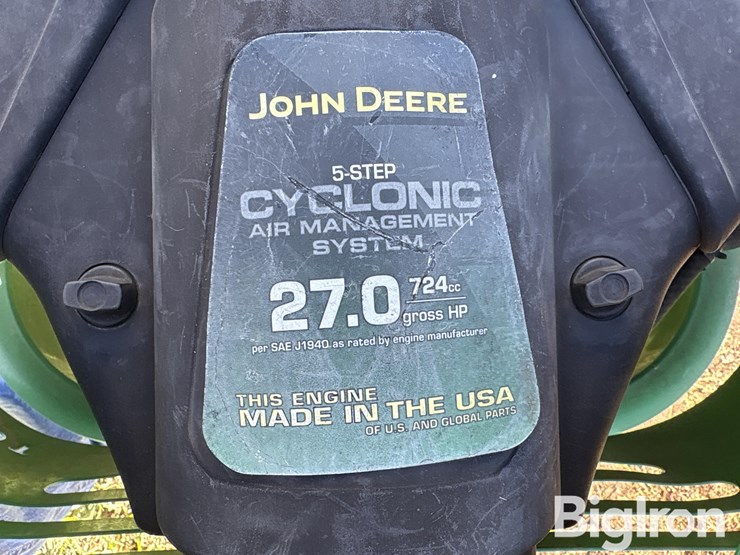 JOHN DEERE
5-STEP
CYCLONIC
AIR MANAGEMENT
SYSTEM
27.0 724cc
gross HP
per SAE J1940 as rated by engine manufacturer
THIS ENGINE
MADE IN THE USA
OF U.S. AND GLOBAL PARTS
BigIron